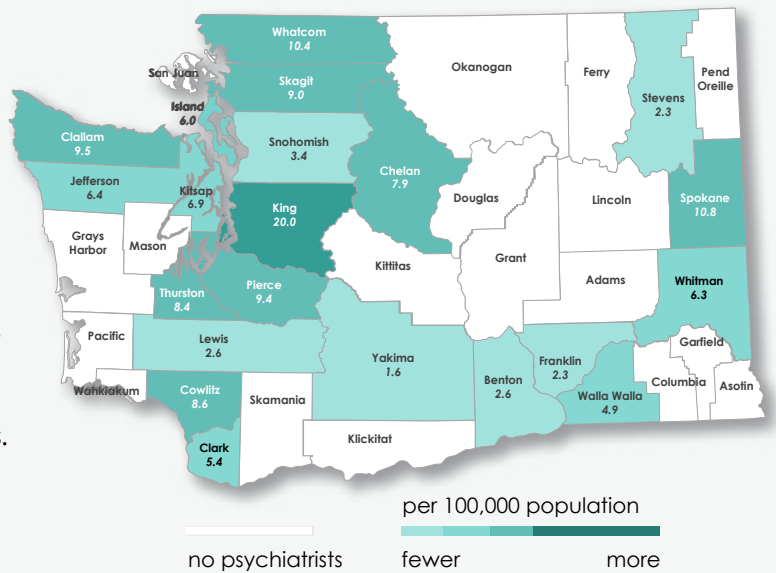 Whatcom
10.4
San Juan
Skagit
9.0
Island
6.0
Okanogan
Ferry
Stevens
2.3
Pend
Oreille
Clallam
9.5
Snohomish
3.4
Chelan
7.9
Jefferson
6.4
Kitsap
6.9
Douglas
Lincoln
Spokane
10.8
King
20.0
Grays
Harbor
Mason
Kittitas
Grant
Adams
Whitman
6.3
Thurston
8.4
Pierce
9.4
Pacific
Lewis
2.6
Yakima
1.6
Benton
2.6
Franklin
2.3
Walla Walla
4.9
Garfield
Columbia
Asotin
Wahkiakum
Cowlitz
8.6
Skamania
Klickitat
Clark
5.4
s.
per 100,000 population
no psychiatrists
fewer
more